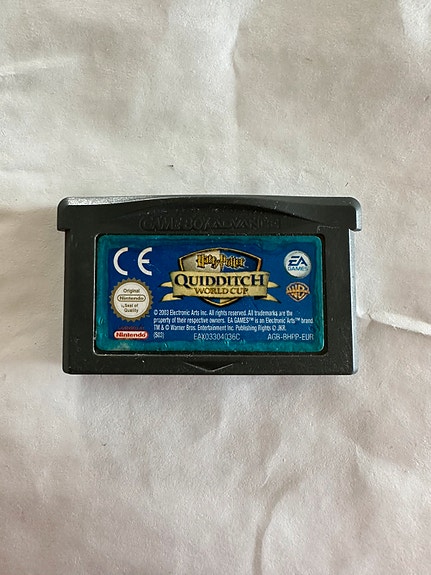 GAME BOY ADVANCE
CE
Harry Potter
QUIDDITCH
WORLD CUP
EA
GAMES
Original
Nintendo
Seal of
Quality
WB
© 2003 Electronic Arts Inc. All rights reserved. All trademarks are the
property of their respective owners. EA GAMES™ is an Electronic Arts™ brand
TM & © Warner Bros. Entertainment Inc. Publishing Rights © JKR.
Nintendo
(S03)
EAX03304036C
AGB-BHPP-EUR